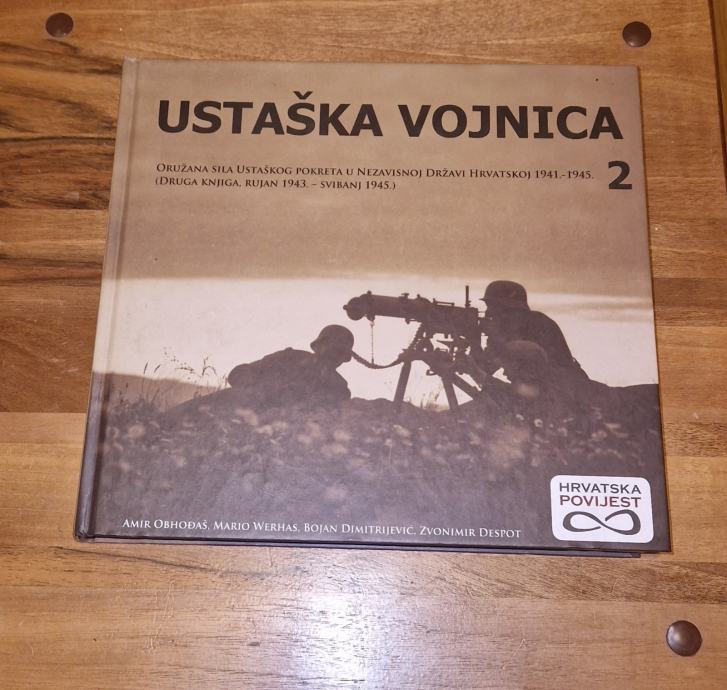 USTAŠKA VOJNICA
ORUŽANA SILA USTAŠKOG POKRETA U NEZAVISNOJ DRŽAVI HRVATSKOJ 1941.-1945.
(DRUGA KNJIGA, RUJAN 1943. – SVIBANJ 1945.)
2
HRVATSKA
POVIJEST
AMIR OBHOĐAŠ, MARIO WERHAS, BOJAN DIMITRIJEVIĆ, ZVONIMIR DESPOT